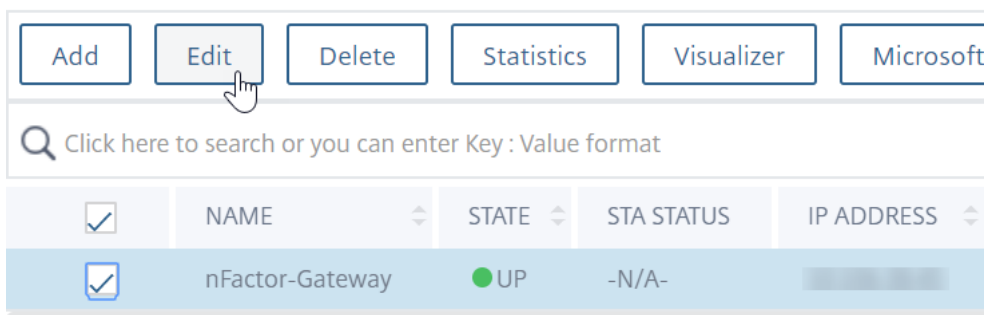 Add Edit Delete Statistics Visualizer Microsoft
Click here to search or you can enter Key : Value format
NAME STATE STA STATUS IP ADDRESS
nFactor-Gateway UP -N/A-